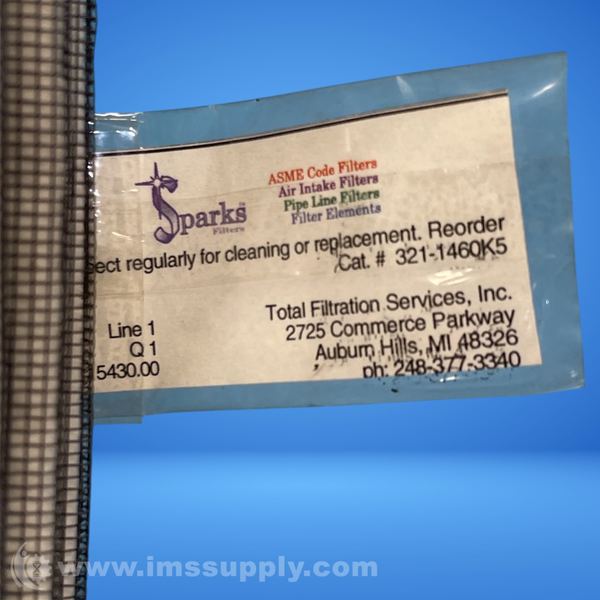 Sparks
Filters
ASME Code Filters
Air Intake Filters
Pipe Line Filters
Filter Elements
sect regularly for cleaning or replacement. Reorder
Cat. # 321-1460K5
Line 1
Q 1
5430.00
Total Filtration Services, Inc.
2725 Commerce Parkway
Auburn Hills, MI 48326
ph: 248-377-3340
www.imssupply.com